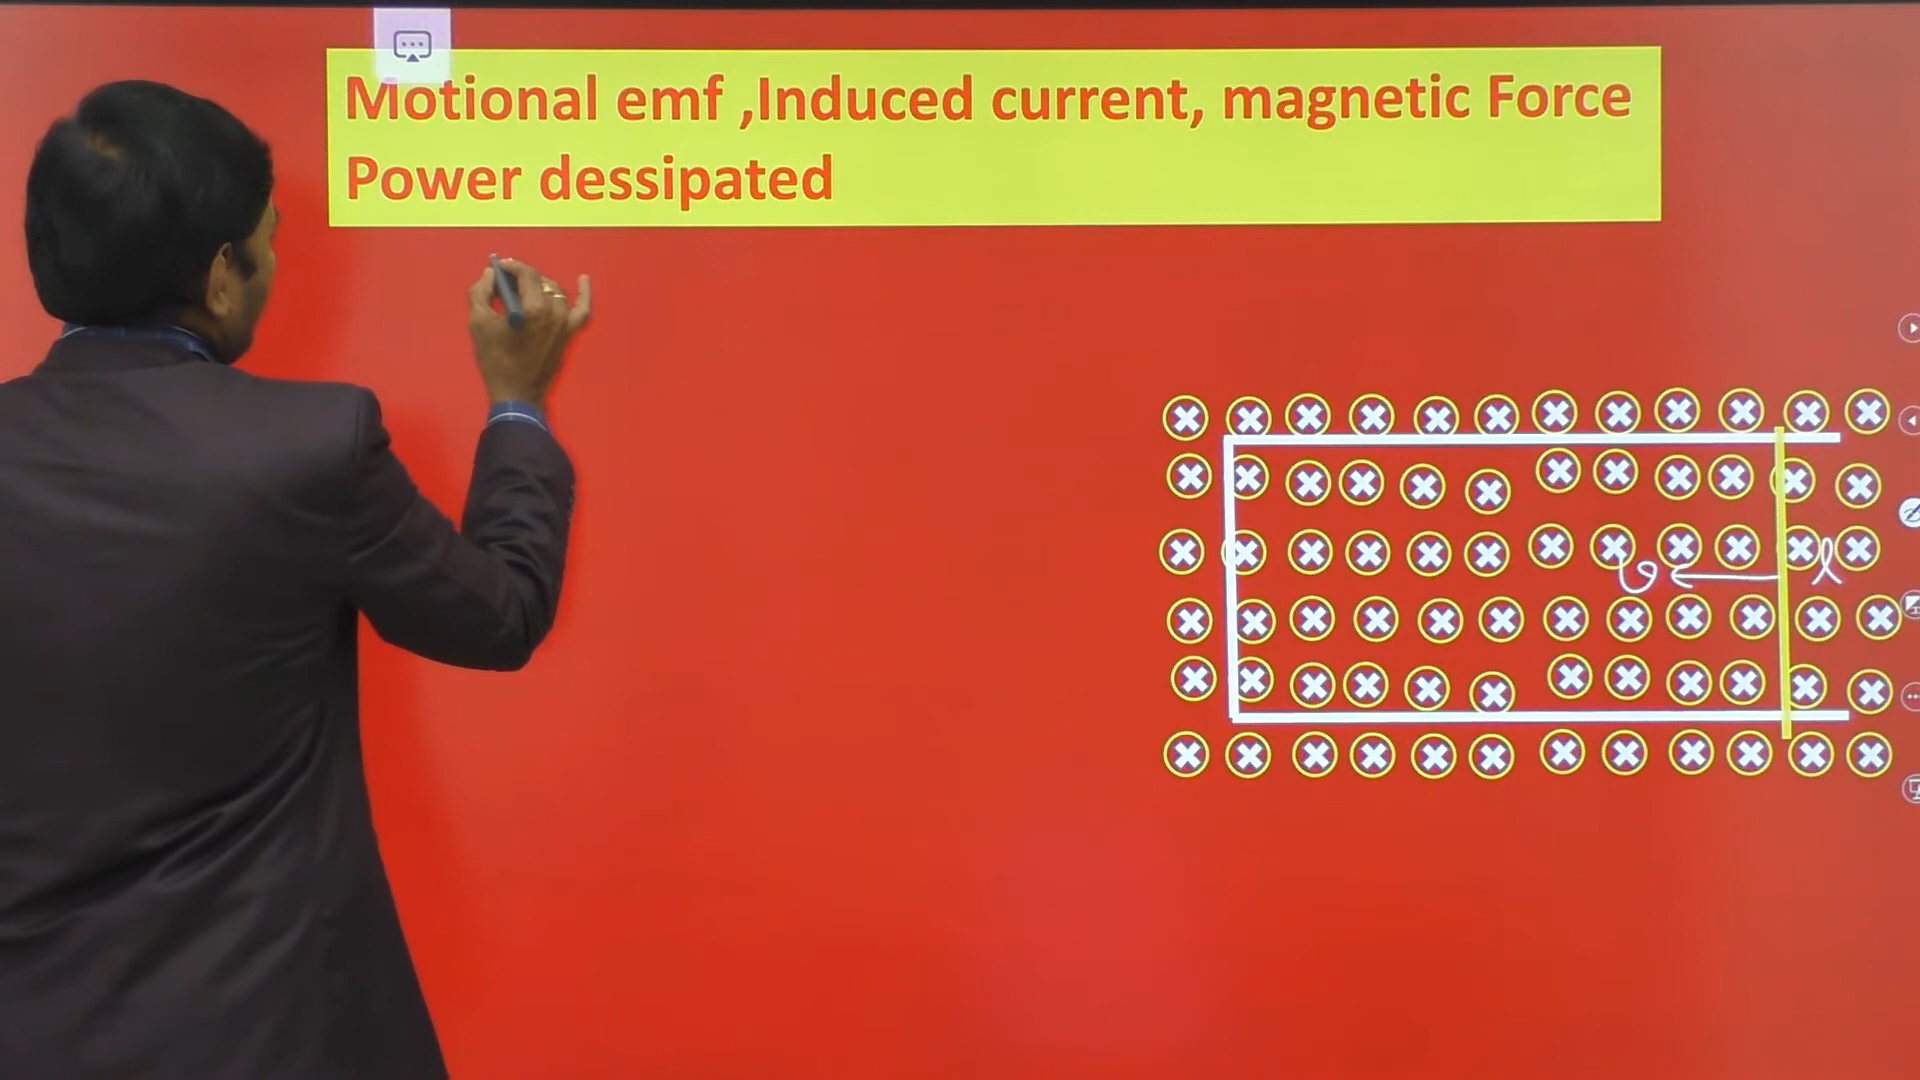 Motional emf ,Induced current, magnetic Force
Power dessipated
v l